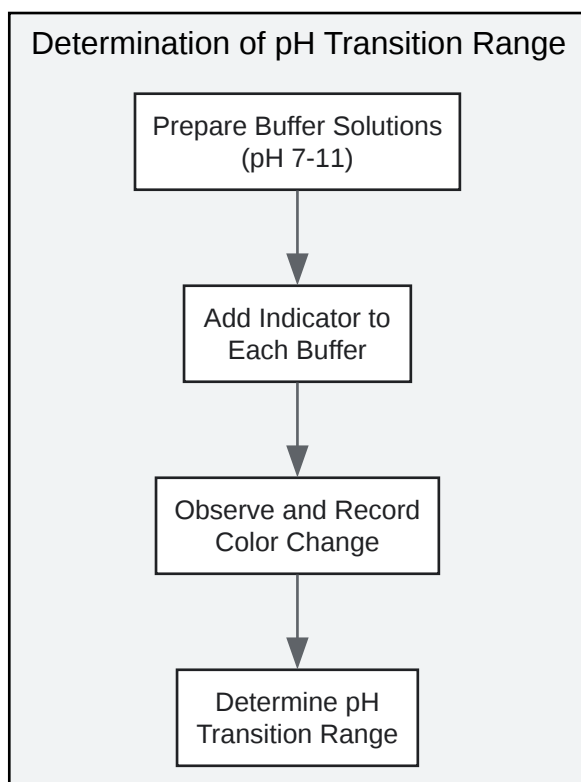 Determination of pH Transition Range
Prepare Buffer Solutions
(pH 7-11)
Add Indicator to
Each Buffer
Observe and Record
Color Change
Determine pH
Transition Range